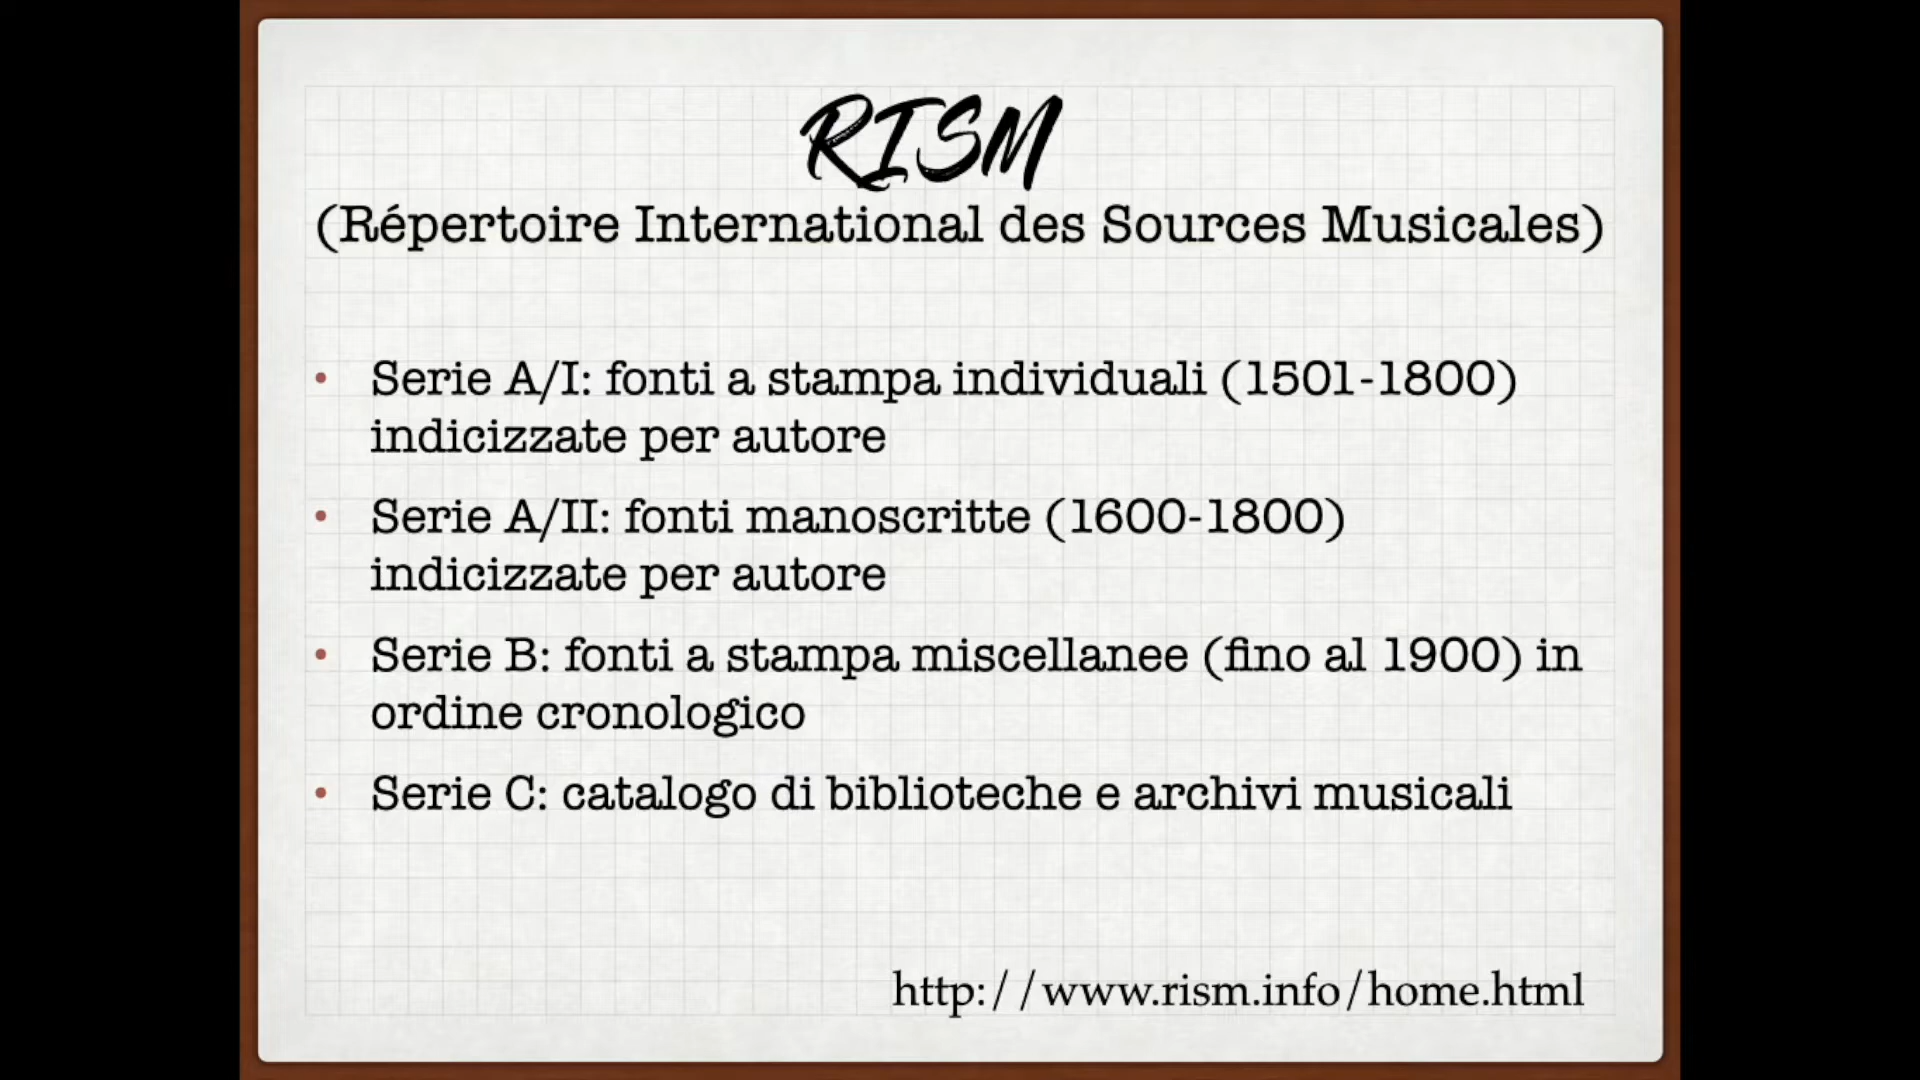 RISM
(Répertoire International des Sources Musicales)
• Serie A/I: fonti a stampa individuali (1501-1800)
indicizzate per autore
• Serie A/II: fonti manoscritte (1600-1800)
indicizzate per autore
• Serie B: fonti a stampa miscellanee (fino al 1900) in
ordine cronologico
• Serie C: catalogo di biblioteche e archivi musicali
http://www.rism.info/home.html